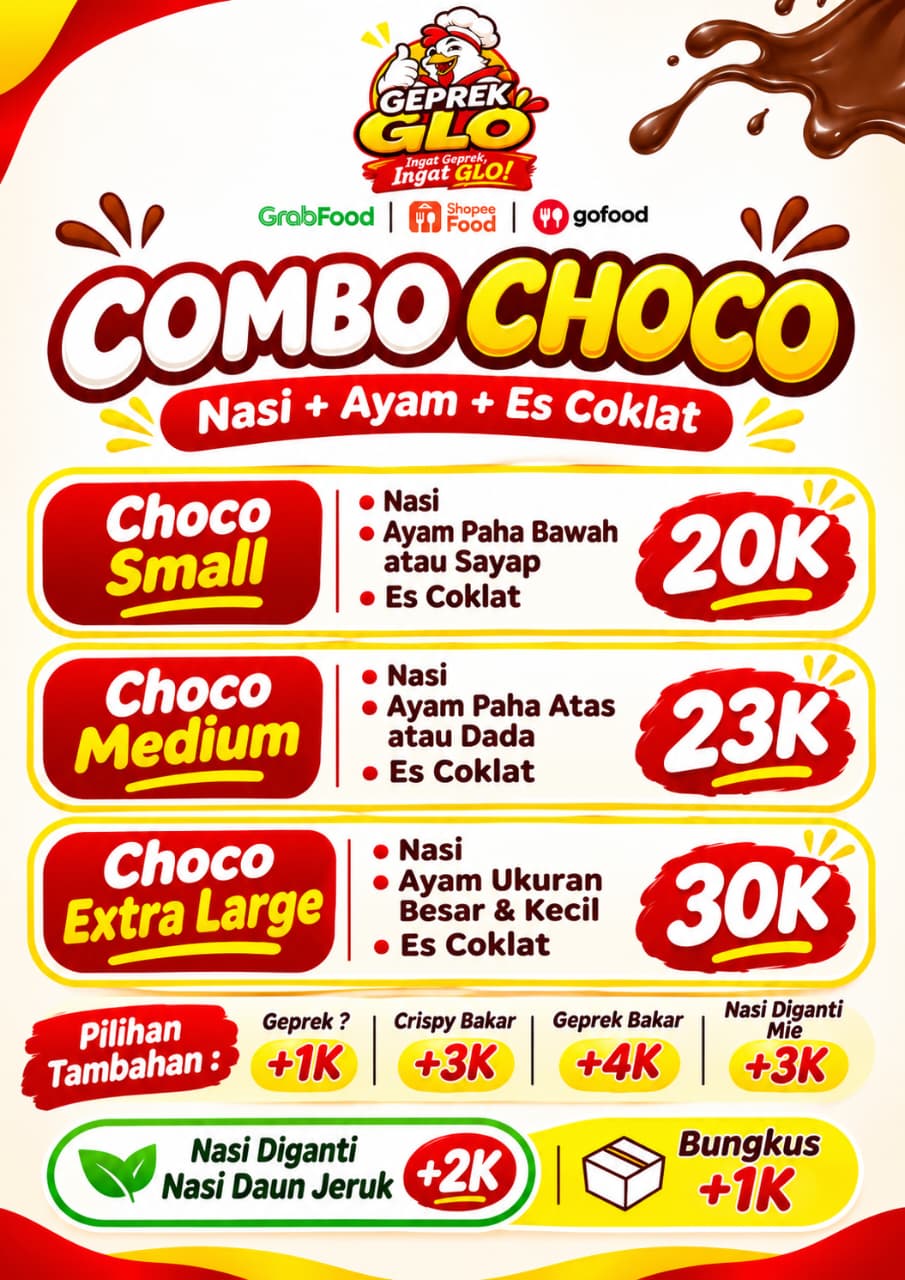 GEPREK
GLO
Ingat Geprek,
Ingat GLO!
GrabFood | Shopee Food | gofood
COMBO CHOCO
Nasi + Ayam + Es Coklat
Choco
Small
• Nasi
• Ayam Paha Bawah
atau Sayap
• Es Coklat
20K
Choco
Medium
• Nasi
• Ayam Paha Atas
atau Dada
• Es Coklat
23K
Choco
Extra Large
• Nasi
• Ayam Ukuran
Besar & Kecil
• Es Coklat
30K
Pilihan
Tambahan :
Geprek ?
+1K
Crispy Bakar
+3K
Geprek Bakar
+4K
Nasi Diganti
Mie
+3K
Nasi Diganti
Nasi Daun Jeruk
+2K
Bungkus
+1K